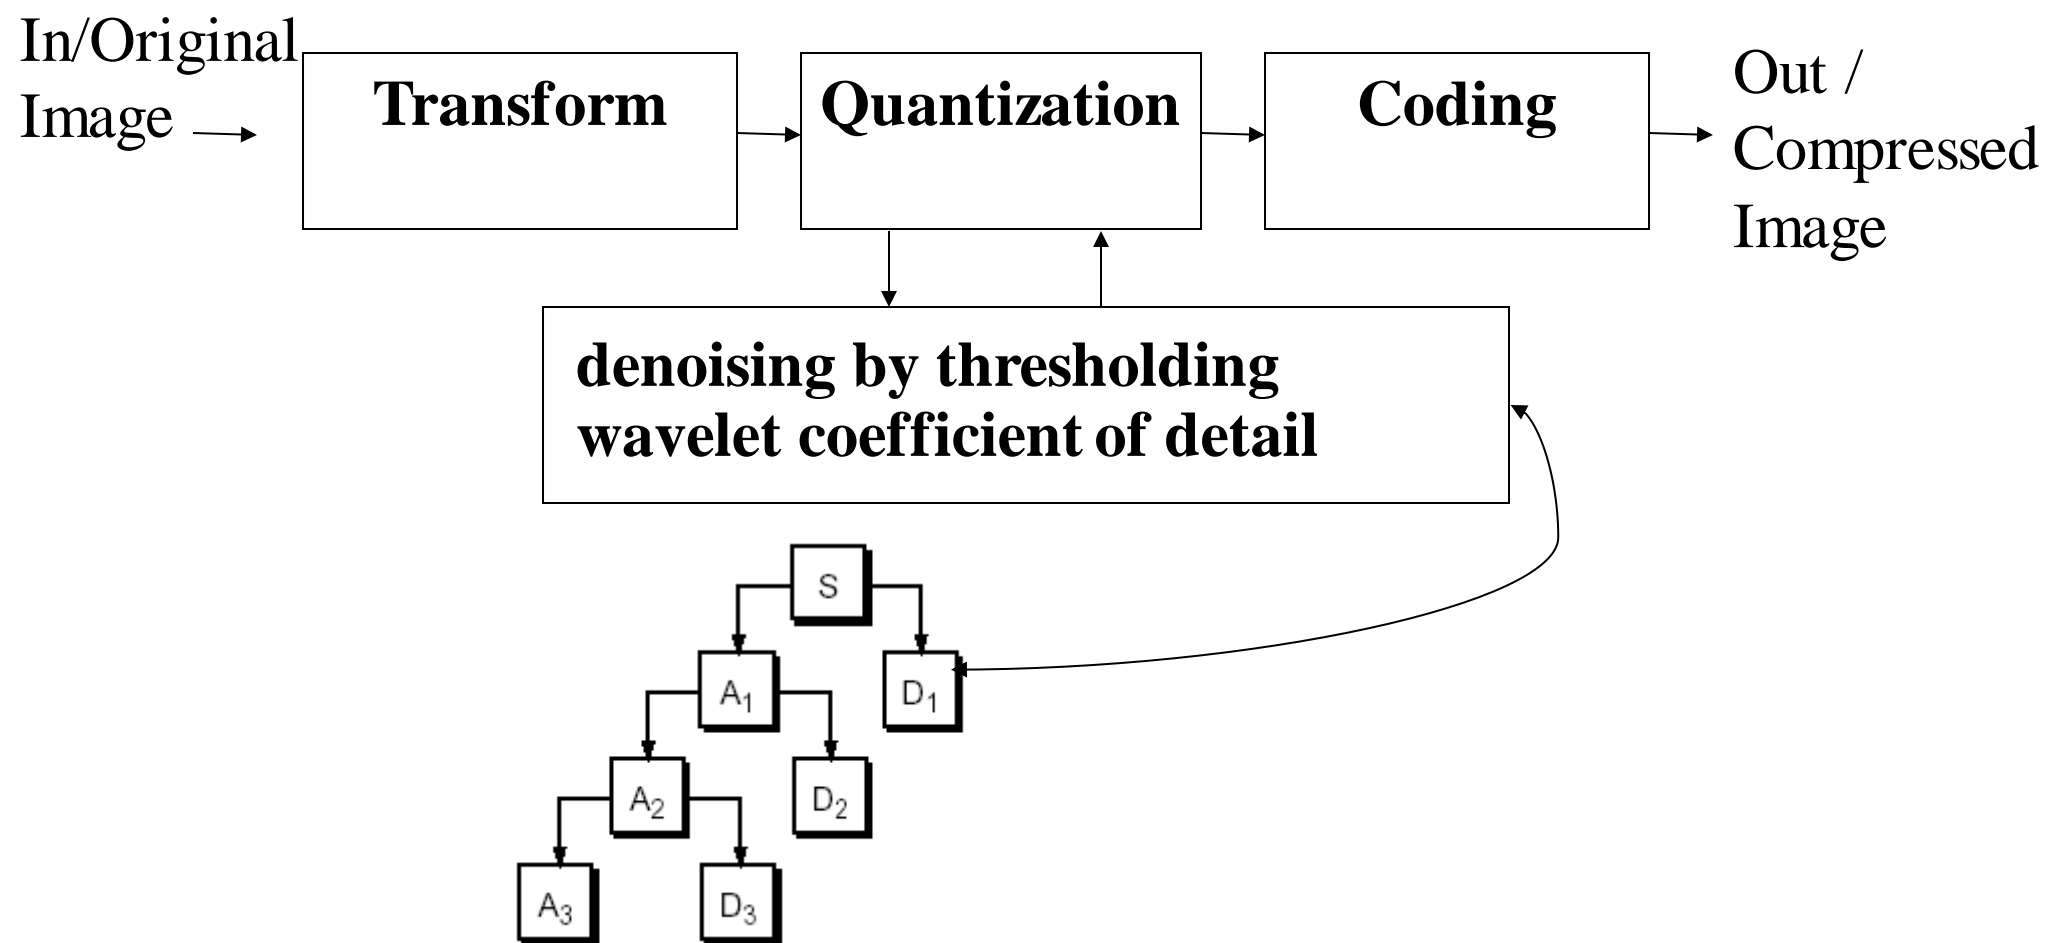 In/Original
Image
Transform
Quantization
Coding
Out /
Compressed
Image
denoising by thresholding
wavelet coefficient of detail
S
A₁
D₁
A₂
D₂
A₃
D₃